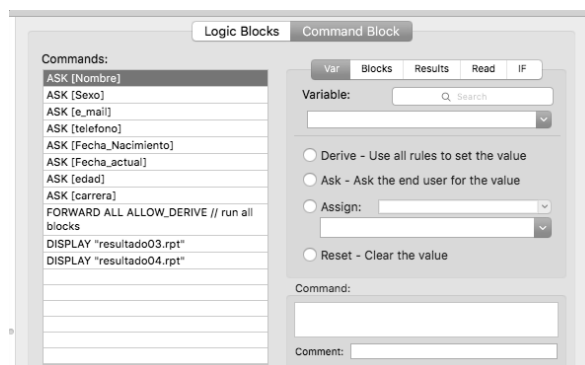 Logic Blocks Command Block
Commands:
ASK [Nombre]
ASK [Sexo]
ASK [e_mail]
ASK [telefono]
ASK [Fecha_Nacimiento]
ASK [Fecha_actual]
ASK [edad]
ASK [carrera]
FORWARD ALL ALLOW_DERIVE // run all
blocks
DISPLAY "resultado03.rpt"
DISPLAY "resultado04.rpt"
Var Blocks Results Read IF
Variable: Search
Derive - Use all rules to set the value
Ask - Ask the end user for the value
Assign:
Reset - Clear the value
Command:
Comment: